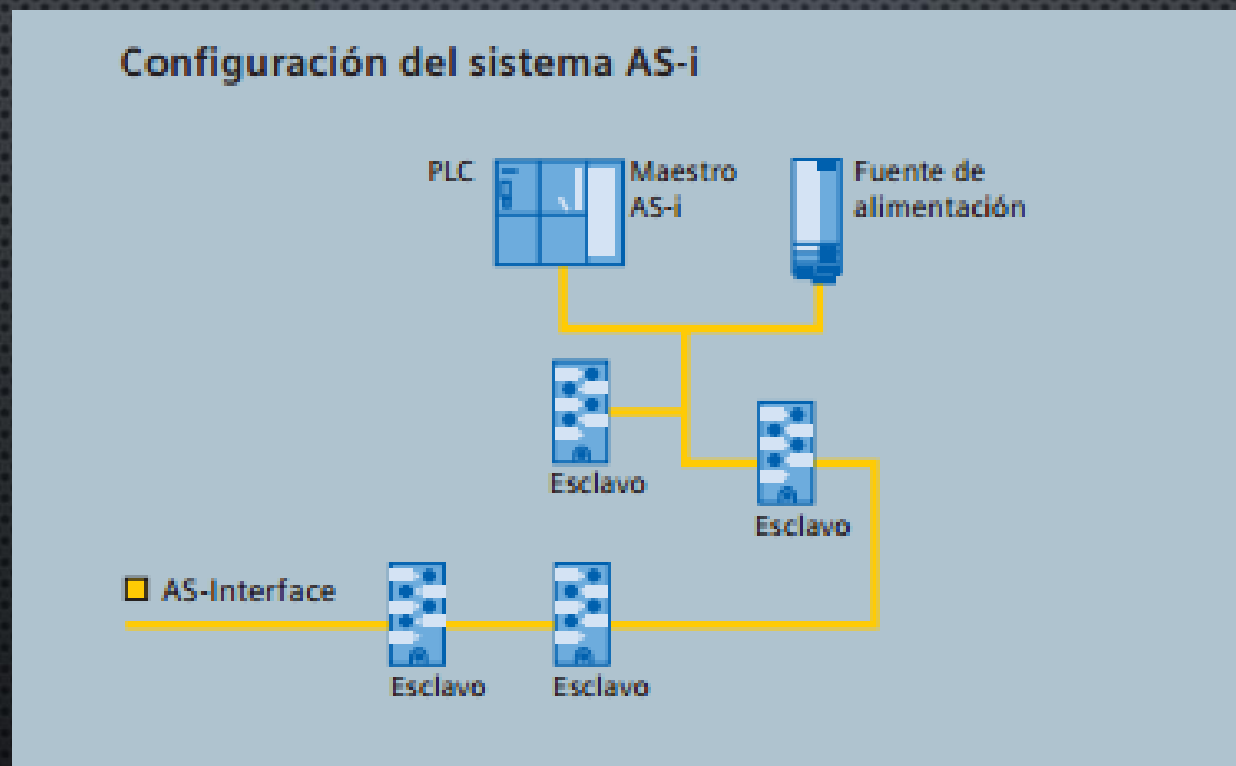 Configuración del sistema AS-i
PLC
Maestro
AS-i
Fuente de
alimentación
Esclavo
Esclavo
AS-Interface
Esclavo
Esclavo